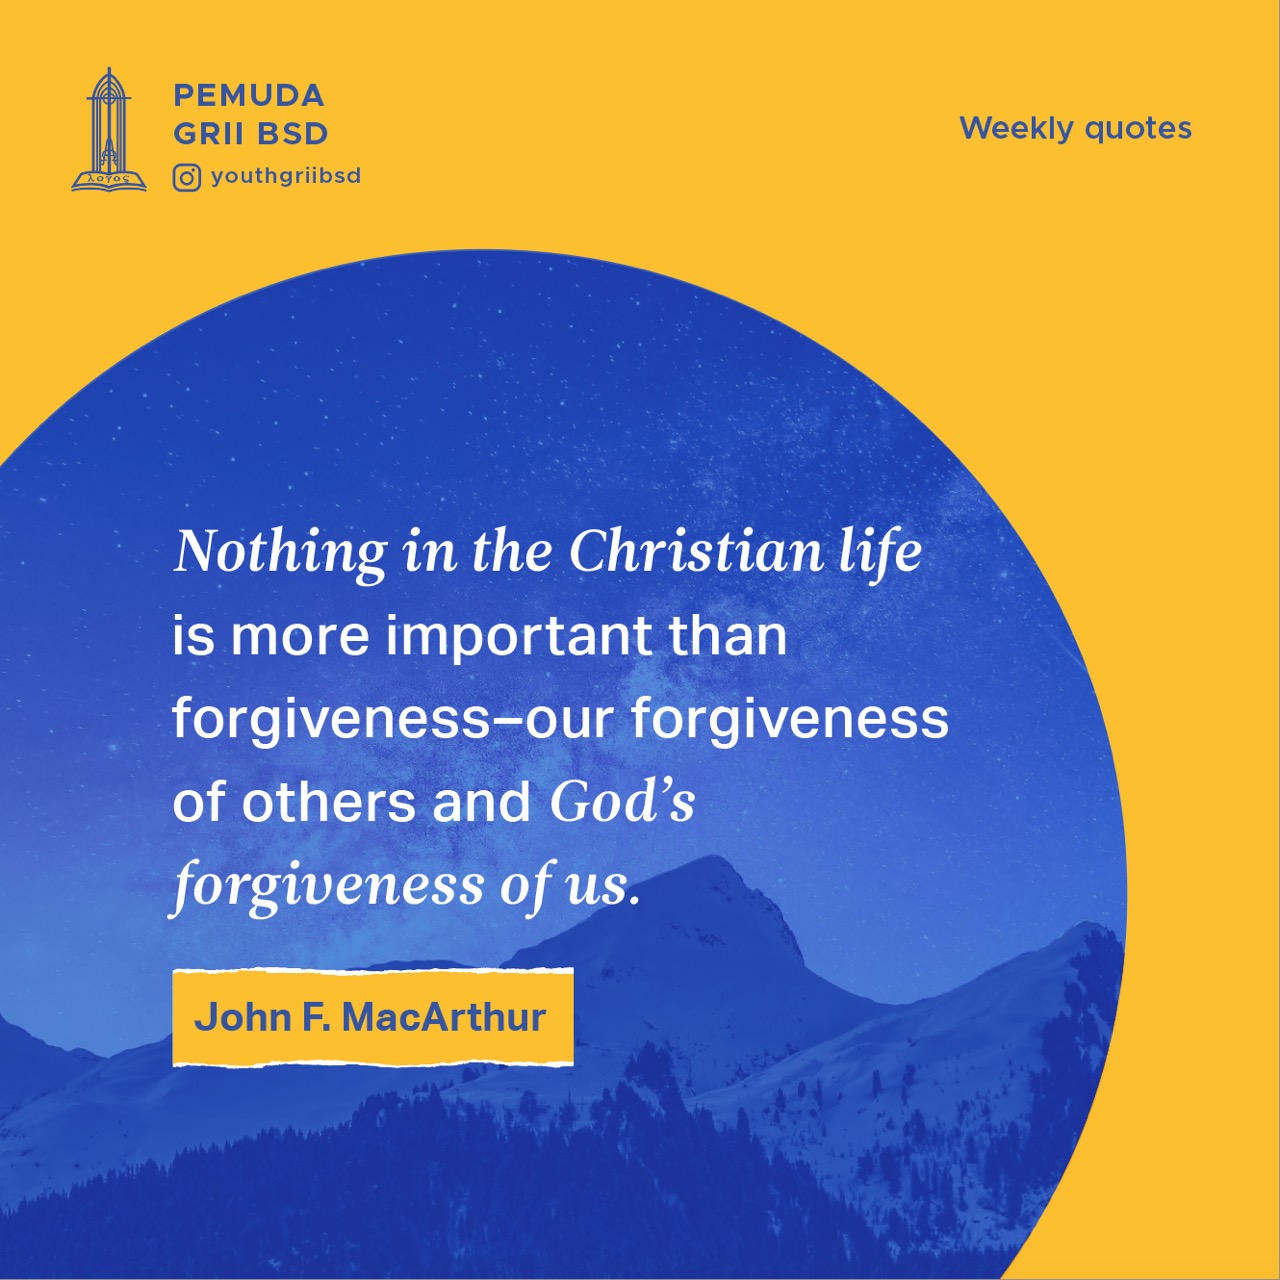 PEMUDA
GRII BSD
youthgriibsd
λογος
Weekly quotes
Nothing in the Christian life
is more important than
forgiveness–our forgiveness
of others and God’s
forgiveness of us.
John F. MacArthur